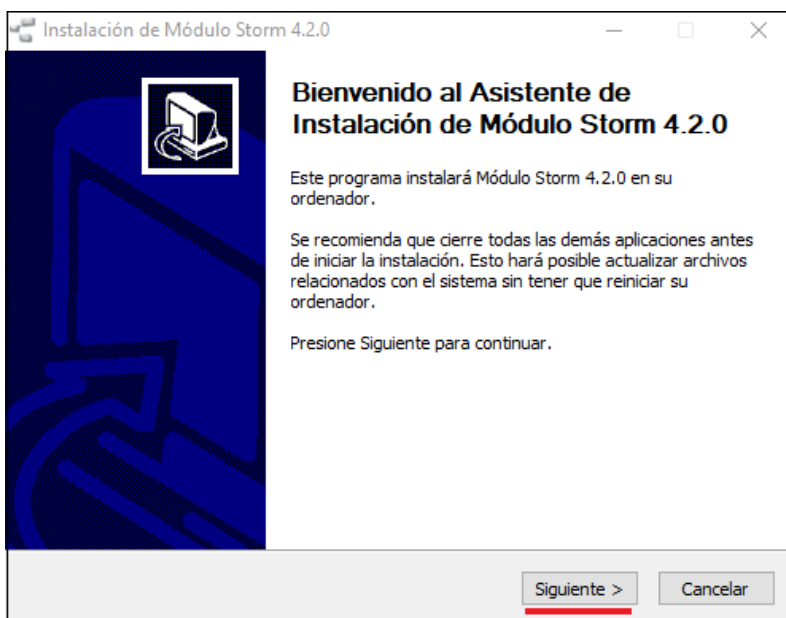 Instalación de Módulo Storm 4.2.0
Bienvenido al Asistente de
Instalación de Módulo Storm 4.2.0
Este programa instalará Módulo Storm 4.2.0 en su
ordenador.
Se recomienda que cierre todas las demás aplicaciones antes
de iniciar la instalación. Esto hará posible actualizar archivos
relacionados con el sistema sin tener que reiniciar su
ordenador.
Presione Siguiente para continuar.
Siguiente > Cancelar